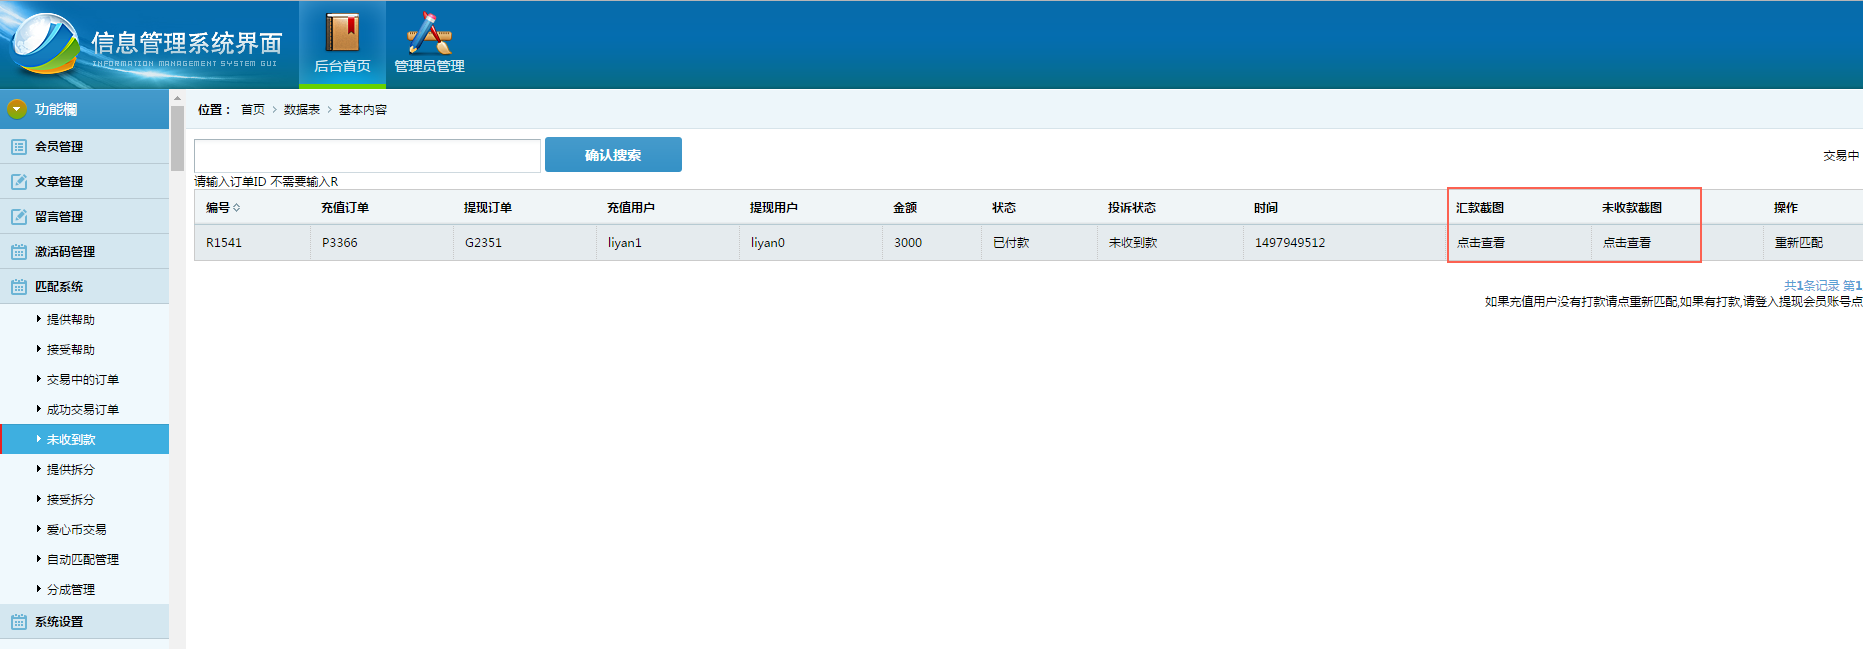 信息管理系统界面
INFORMATION MANAGEMENT SYSTEM GUI
后台首页
管理员管理
功能欄
会员管理
文章管理
留言管理
激活码管理
匹配系统
提供帮助
接受帮助
交易中的订单
成功交易订单
未收到款
提供拆分
接受拆分
爱心币交易
自动匹配管理
分成管理
系统设置
位置： 首页 › 数据表 › 基本内容
确认搜索
交易中
请输入订单ID 不需要输入R
编号 充值订单 提现订单 充值用户 提现用户 金额 状态 投诉状态 时间 汇款截图 未收款截图 操作
R1541 P3366 G2351 liyan1 liyan0 3000 已付款 未收到款 1497949512 点击查看 点击查看 重新匹配
共1条记录 第1
如果充值用户没有打款请点重新匹配,如果有打款,请登入提现会员账号点